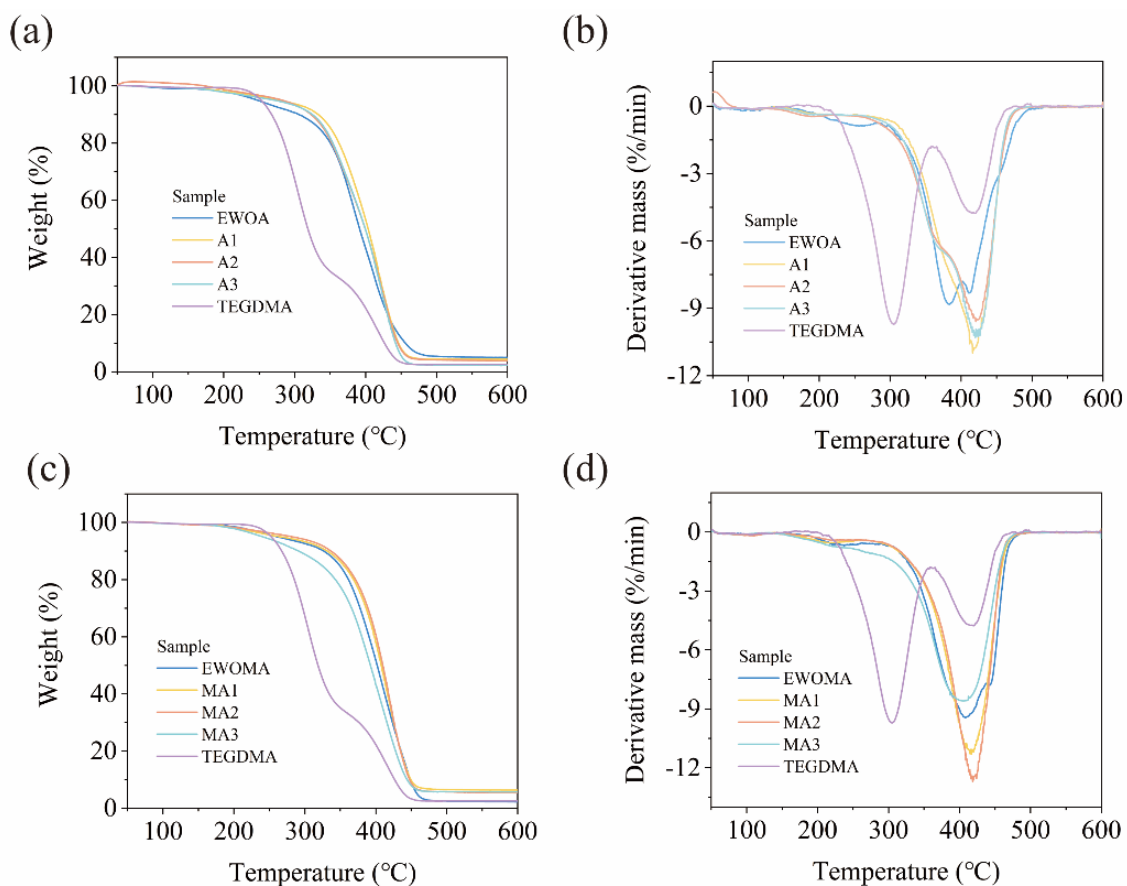 (a)
Weight (%)
100
80
60
40
20
0
Sample
EWOA
A1
A2
A3
TEGDMA
100 200 300 400 500 600
Temperature (℃)
(b)
Derivative mass (%/min)
0
-3
-6
-9
-12
Sample
EWOA
A1
A2
A3
TEGDMA
100 200 300 400 500 600
Temperature (℃)
(c)
Weight (%)
100
80
60
40
20
0
Sample
EWOMA
MA1
MA2
MA3
TEGDMA
100 200 300 400 500 600
Temperature (℃)
(d)
Derivative mass (%/min)
0
-3
-6
-9
-12
Sample
EWOMA
MA1
MA2
MA3
TEGDMA
100 200 300 400 500 600
Temperature (℃)